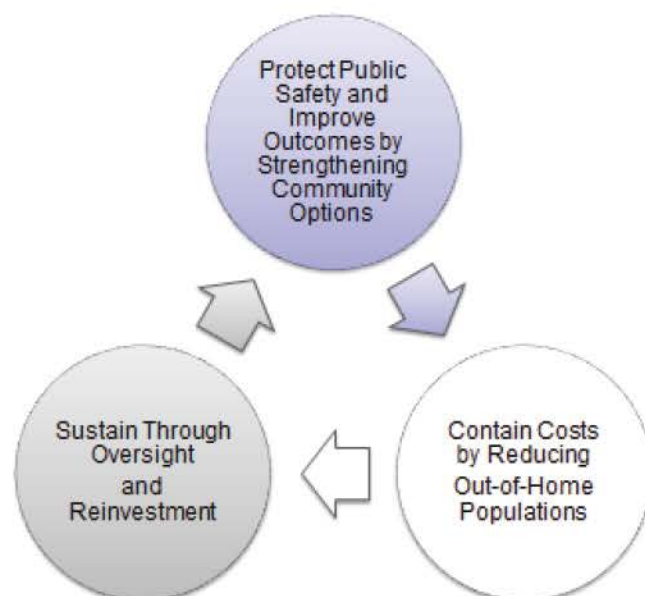 Protect Public
Safety and
Improve
Outcomes by
Strengthening
Community
Options
Sustain Through
Oversight
and
Reinvestment
Contain Costs
by Reducing
Out-of-Home
Populations